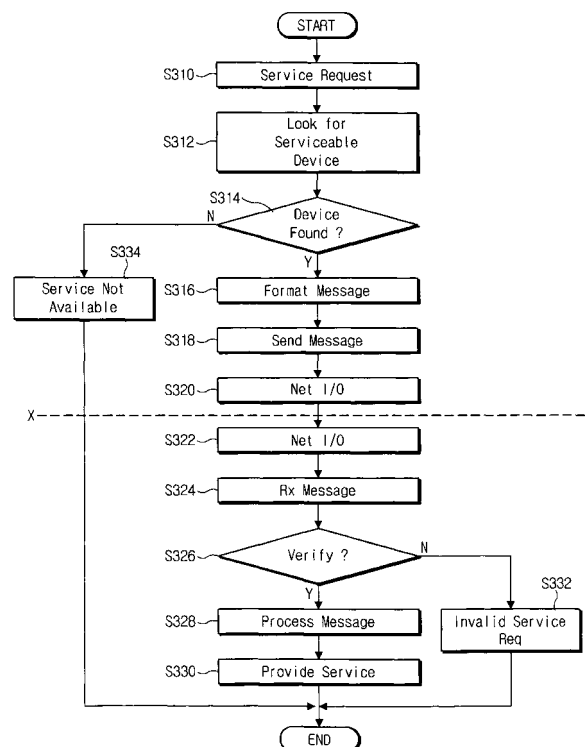 START
S310
Service Request
S312
Look for
Serviceable
Device
S314
N
Device
Found ?
Y
S334
Service Not
Available
S316
Format Message
S318
Send Message
S320
Net I/O
X
S322
Net I/O
S324
Rx Message
S326
Verify ?
N
Y
S332
Invalid Service
Req
S328
Process Message
S330
Provide Service
END